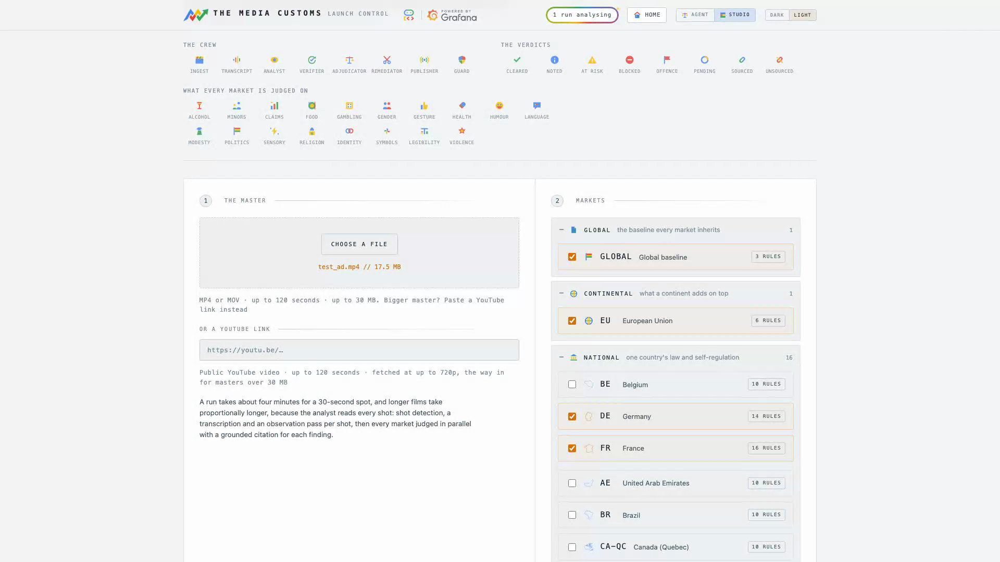 THE MEDIA CUSTOMS LAUNCH CONTROL
POWERED BY
Grafana
1 run analysing
HOME
AGENT
STUDIO
DARK
LIGHT
THE CREW
INGEST
TRANSCRIPT
ANALYST
VERIFIER
ADJUDICATOR
REMEDIATOR
PUBLISHER
GUARD
THE VERDICTS
CLEARED
NOTED
AT RISK
BLOCKED
OFFENCE
PENDING
SOURCED
UNSOURCED
WHAT EVERY MARKET IS JUDGED ON
ALCOHOL
MINORS
CLAIMS
FOOD
GAMBLING
GENDER
GESTURE
HEALTH
HUMOUR
LANGUAGE
MODESTY
POLITICS
SENSORY
RELIGION
IDENTITY
SYMBOLS
LEGIBILITY
VIOLENCE
1 THE MASTER
CHOOSE A FILE
test_ad.mp4 // 17.5 MB
MP4 or MOV · up to 120 seconds · up to 30 MB. Bigger master? Paste a YouTube
link instead
OR A YOUTUBE LINK
https://youtu.be/…
Public YouTube video · up to 120 seconds · fetched at up to 720p, the way in
for masters over 30 MB
A run takes about four minutes for a 30-second spot, and longer films take
proportionally longer, because the analyst reads every shot: shot detection, a
transcription and an observation pass per shot, then every market judged in parallel
with a grounded citation for each finding.
2 MARKETS
GLOBAL the baseline every market inherits 1
GLOBAL Global baseline 3 RULES
CONTINENTAL what a continent adds on top 1
EU European Union 6 RULES
NATIONAL one country's law and self-regulation 16
BE Belgium 10 RULES
DE Germany 14 RULES
FR France 16 RULES
AE United Arab Emirates 10 RULES
BR Brazil 10 RULES
CA-QC Canada (Quebec) 10 RULES